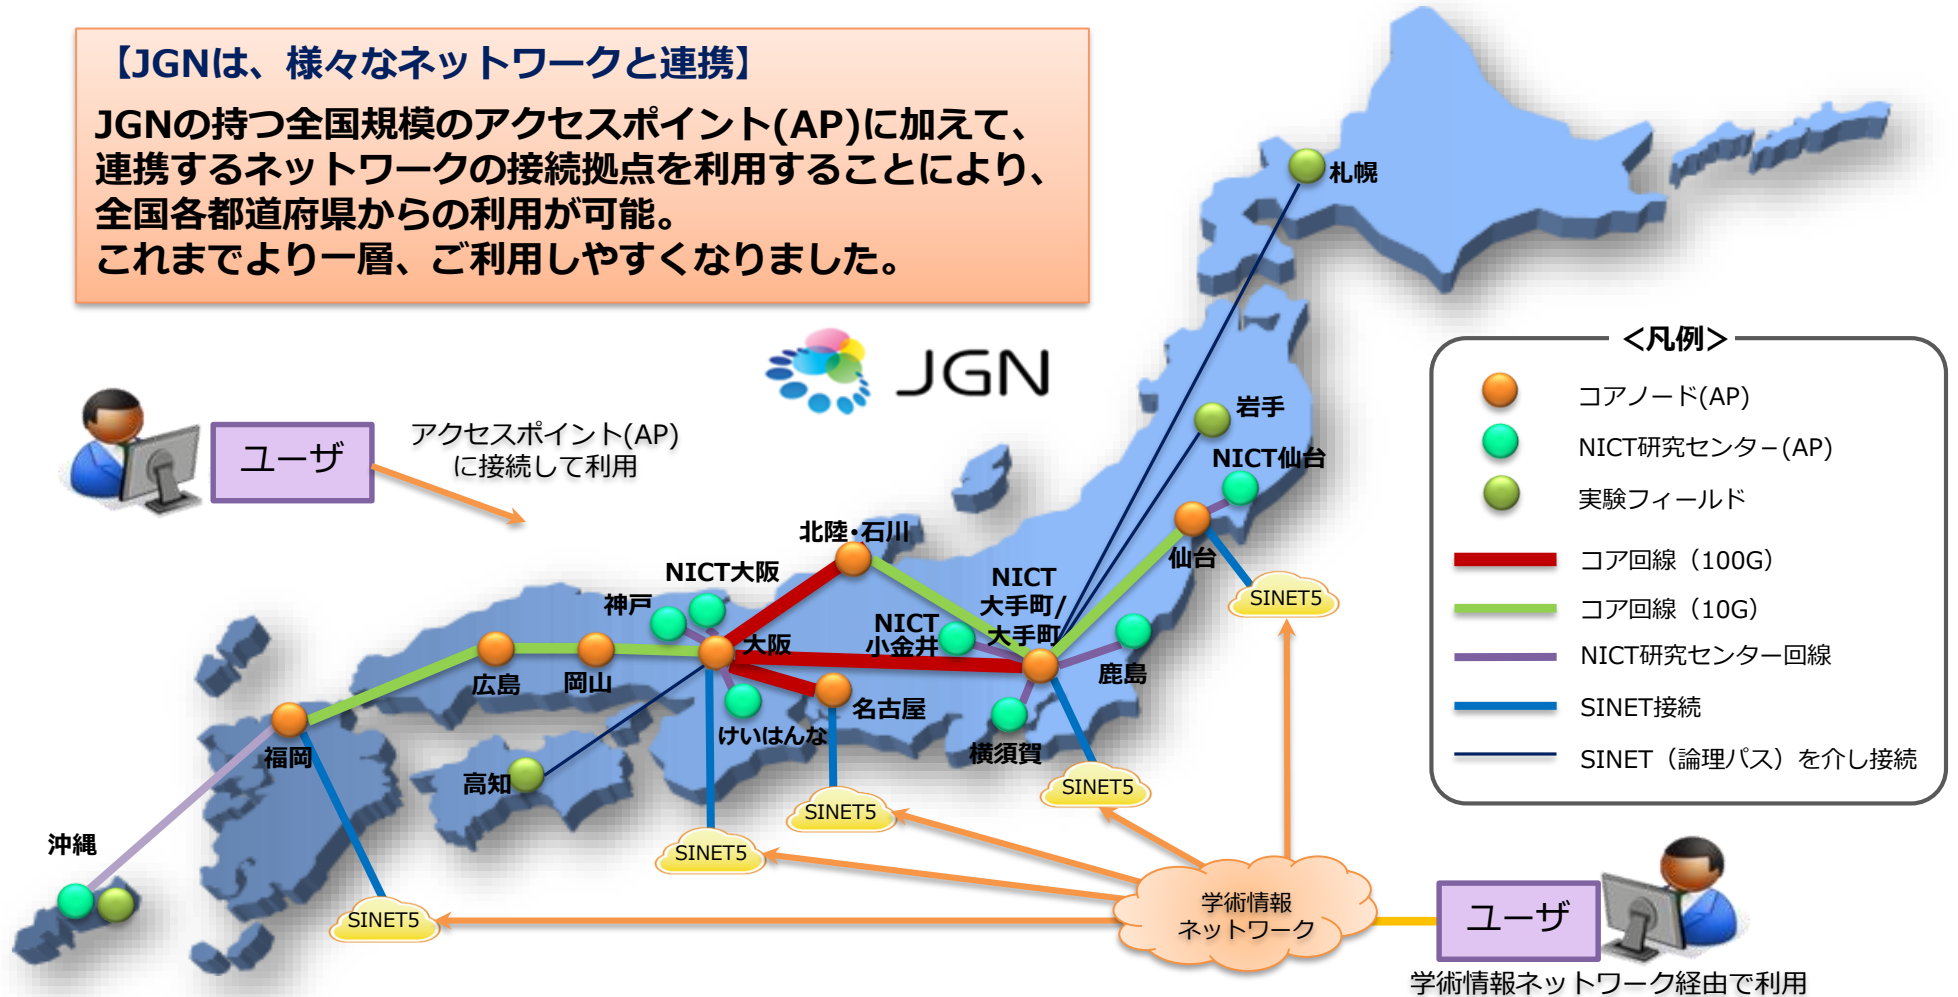 【JGNは、様々なネットワークと連携】
JGNの持つ全国規模のアクセスポイント(AP)に加えて、
連携するネットワークの接続拠点を利用することにより、
全国各都道府県からの利用が可能。
これまでより一層、ご利用しやすくなりました。
JGN
ユーザ
アクセスポイント(AP)
に接続して利用
札幌
岩手
NICT仙台
仙台
SINET5
北陸・石川
NICT大阪
神戸
大阪
NICT
小金井
NICT
大手町/
大手町
鹿島
広島
岡山
名古屋
けいはんな
横須賀
福岡
高知
沖縄
SINET5
SINET5
SINET5
SINET5
学術情報
ネットワーク
ユーザ
学術情報ネットワーク経由で利用
＜凡例＞
コアノード(AP)
NICT研究センター(AP)
実験フィールド
コア回線（100G）
コア回線（10G）
NICT研究センター回線
SINET接続
SINET（論理パス）を介し接続